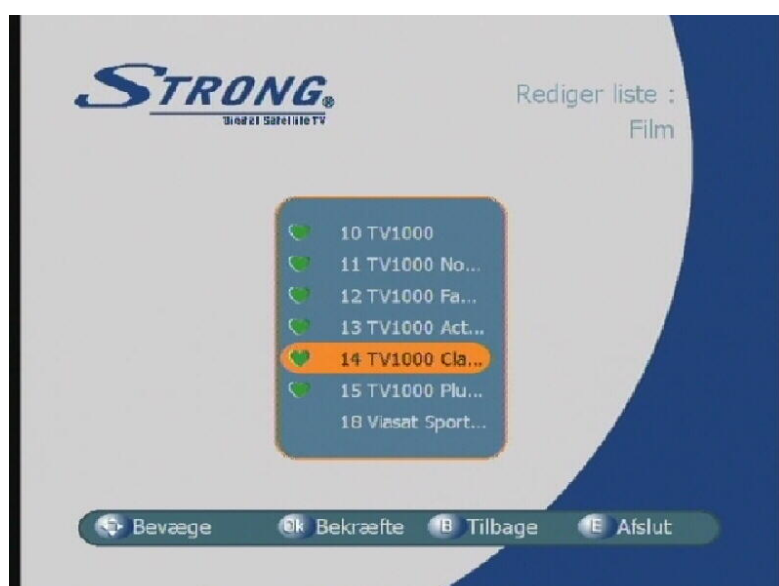 STRONG®
Digital Satellite TV
Rediger liste :
Film
10 TV1000
11 TV1000 No...
12 TV1000 Fa...
13 TV1000 Act...
14 TV1000 Cla...
15 TV1000 Plu...
18 Viasat Sport...
Bevæge
Ok Bekræfte
B Tilbage
E Afslut